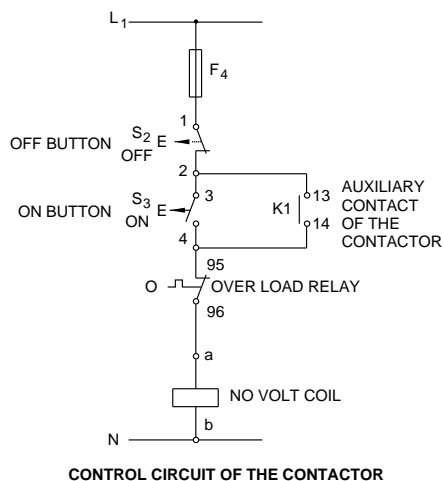 L1
F4
1
S2 E
OFF BUTTON
OFF
2
S3 E
ON BUTTON
ON
3
4
13
K1
14
AUXILIARY
CONTACT
OF THE
CONTACTOR
95
O
OVER LOAD RELAY
96
a
NO VOLT COIL
b
N
CONTROL CIRCUIT OF THE CONTACTOR